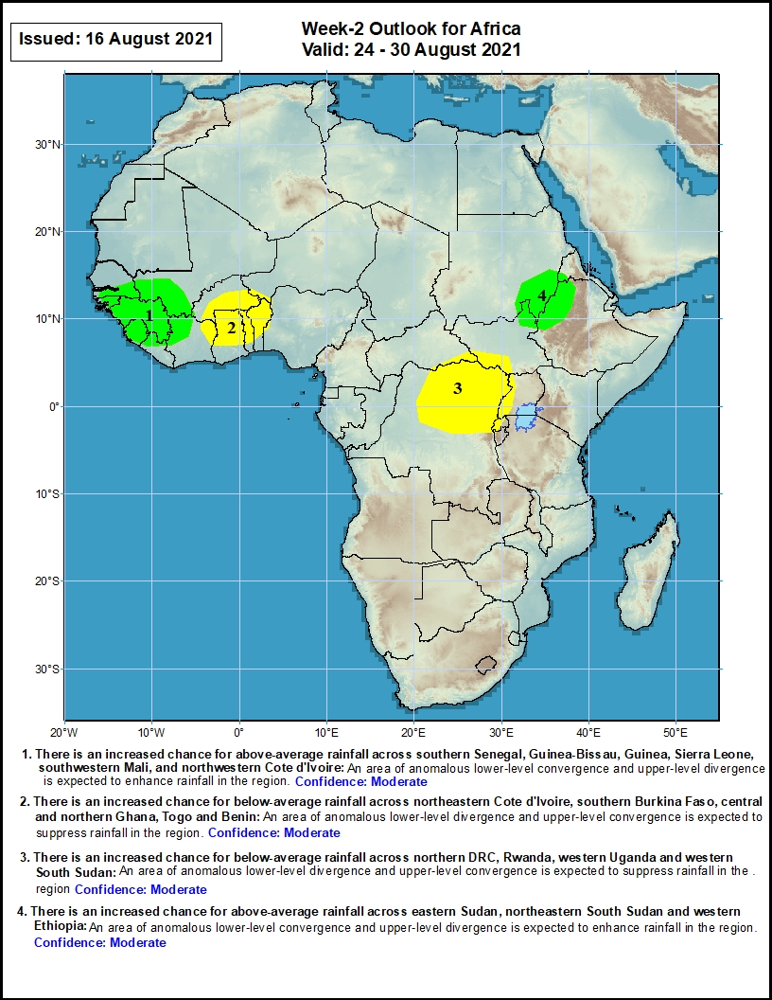 Issued: 16 August 2021
Week-2 Outlook for Africa
Valid: 24 - 30 August 2021
30°N
20°N
10°N
0°
10°S
20°S
30°S
1
2
3
4
20°W
10°W
0°
10°E
20°E
30°E
40°E
50°E
1. There is an increased chance for above-average rainfall across southern Senegal, Guinea-Bissau, Guinea, Sierra Leone,
southwestern Mali, and northwestern Cote d'Ivoire: An area of anomalous lower-level convergence and upper-level divergence
is expected to enhance rainfall in the region. Confidence: Moderate
2. There is an increased chance for below-average rainfall across northeastern Cote d'Ivoire, southern Burkina Faso, central
and northern Ghana, Togo and Benin: An area of anomalous lower-level divergence and upper-level convergence is expected to
suppress rainfall in the region. Confidence: Moderate
3. There is an increased chance for below-average rainfall across northern DRC, Rwanda, western Uganda and western
South Sudan: An area of anomalous lower-level divergence and upper-level convergence is expected to suppress rainfall in the .
region Confidence: Moderate
4. There is an increased chance for above-average rainfall across eastern Sudan, northeastern South Sudan and western
Ethiopia: An area of anomalous lower-level convergence and upper-level divergence is expected to enhance rainfall in the region.
Confidence: Moderate